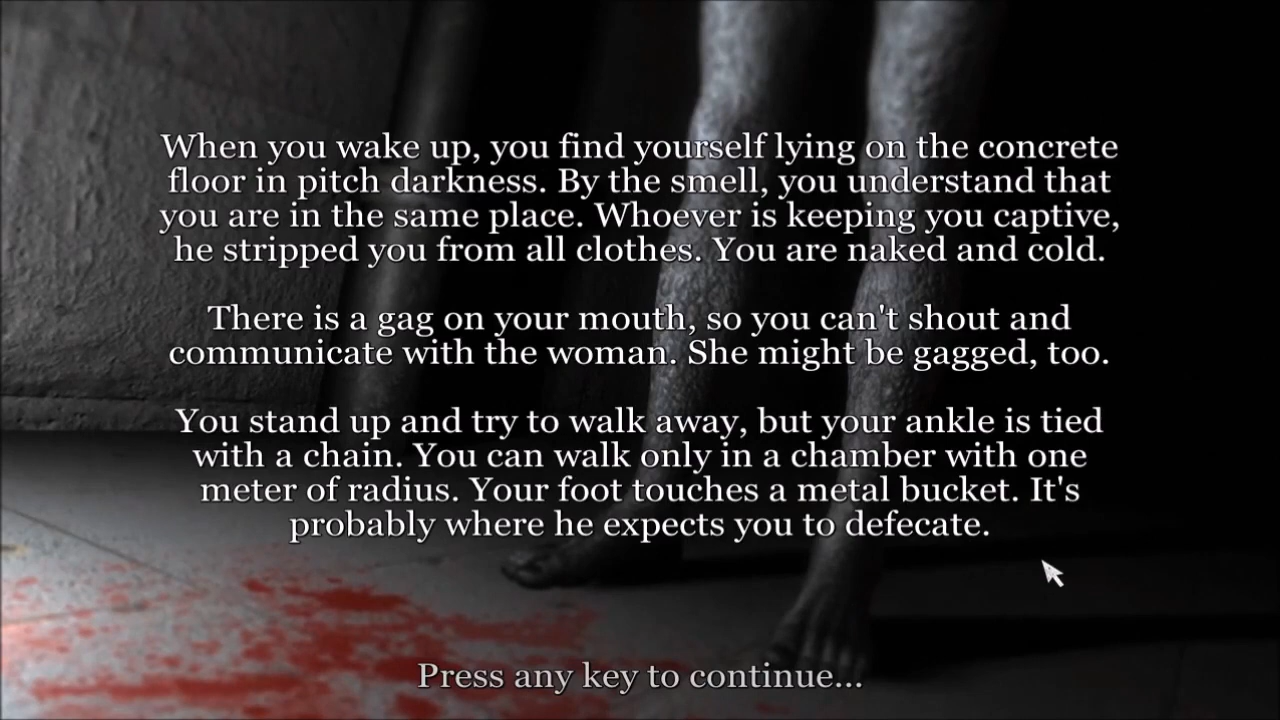 When you wake up, you find yourself lying on the concrete
floor in pitch darkness. By the smell, you understand that
you are in the same place. Whoever is keeping you captive,
he stripped you from all clothes. You are naked and cold.
There is a gag on your mouth, so you can't shout and
communicate with the woman. She might be gagged, too.
You stand up and try to walk away, but your ankle is tied
with a chain. You can walk only in a chamber with one
meter of radius. Your foot touches a metal bucket. It's
probably where he expects you to defecate.
Press any key to continue...